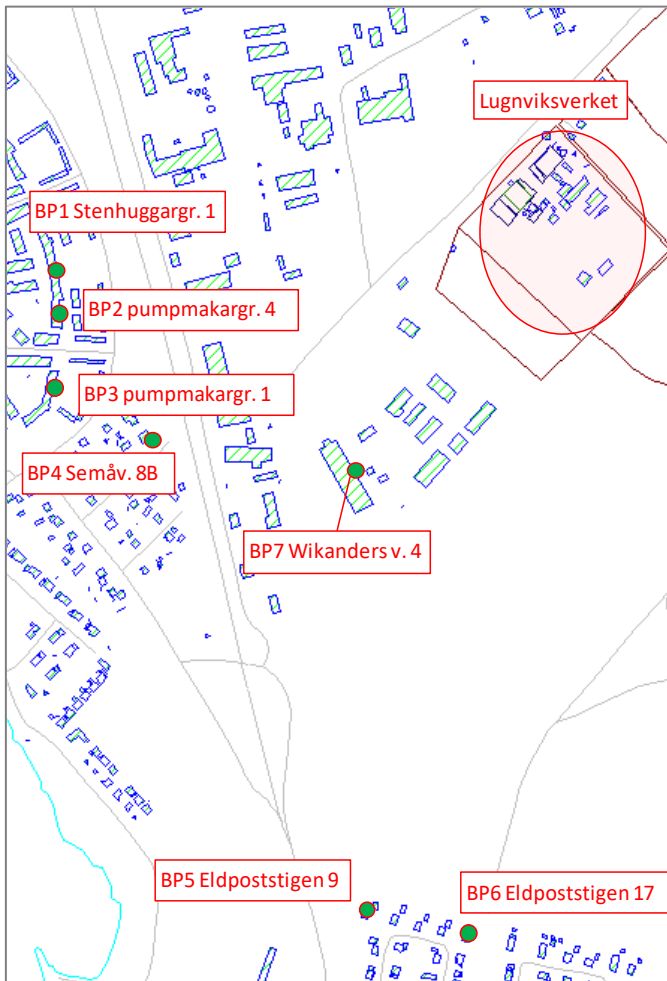 Lugnviksverket
BP1 Stenhuggargr. 1
BP2 pumpmakargr. 4
BP3 pumpmakargr. 1
BP4 Semåv. 8B
BP7 Wikanders v. 4
BP5 Eldpoststigen 9
BP6 Eldpoststigen 17